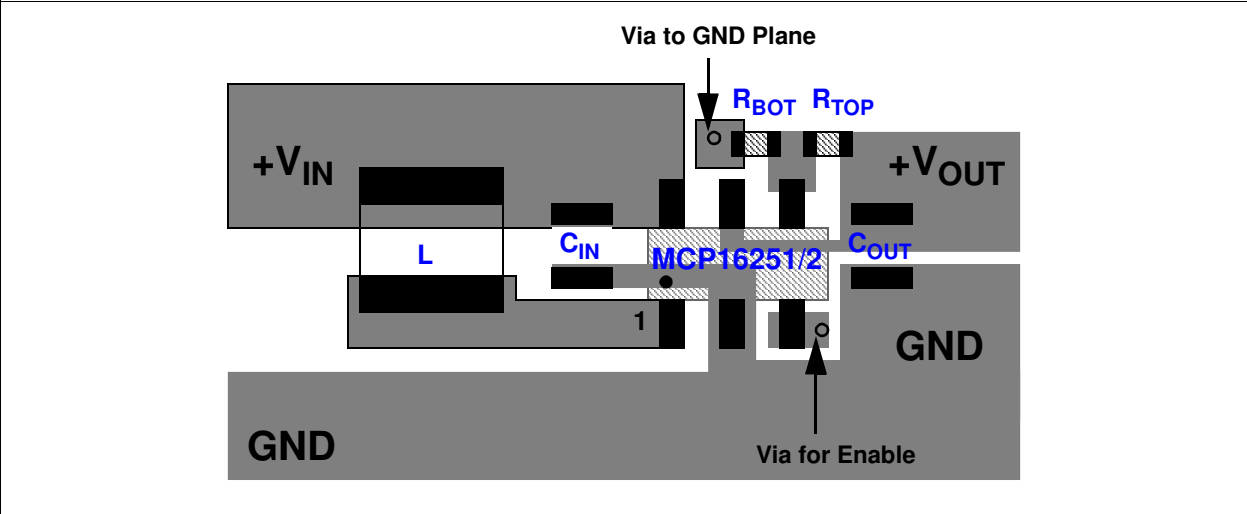 Via to GND Plane
RBOT RTOP
+VIN
+VOUT
L
CIN
MCP16251/2
COUT
1
GND
GND
Via for Enable